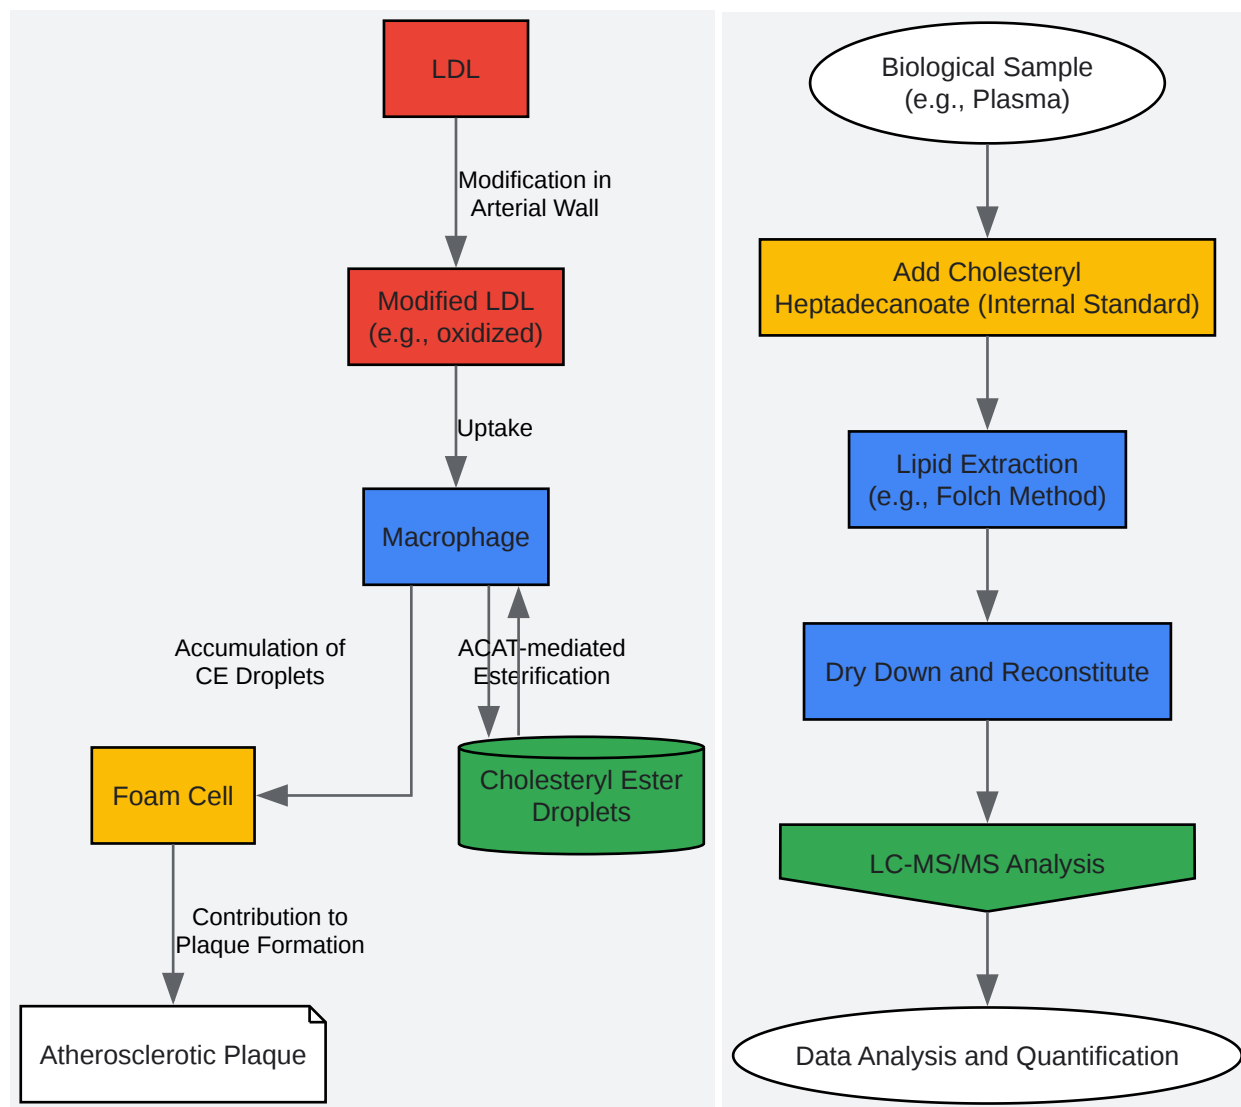 LDL
Modification in
Arterial Wall
Modified LDL
(e.g., oxidized)
Uptake
Macrophage
Accumulation of
CE Droplets
ACAT-mediated
Esterification
Foam Cell
Cholesteryl Ester
Droplets
Contribution to
Plaque Formation
Atherosclerotic Plaque
Biological Sample
(e.g., Plasma)
Add Cholesteryl
Heptadecanoate (Internal Standard)
Lipid Extraction
(e.g., Folch Method)
Dry Down and Reconstitute
LC-MS/MS Analysis
Data Analysis and Quantification